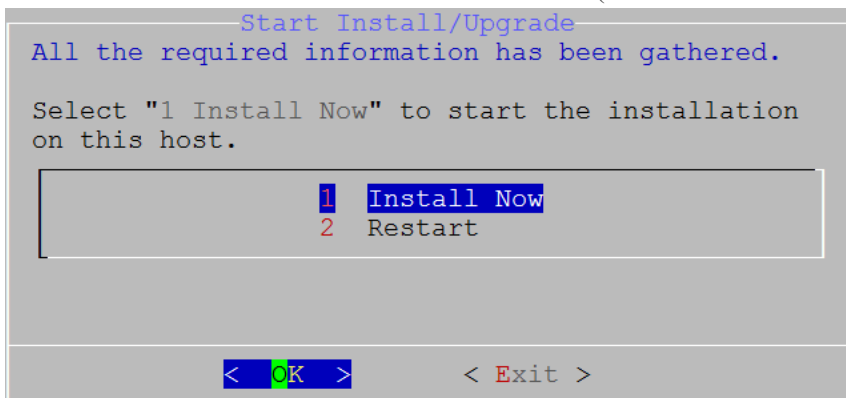 Start Install/Upgrade
All the required information has been gathered.
Select "1 Install Now" to start the installation
on this host.
1 Install Now
2 Restart
< OK > < Exit >